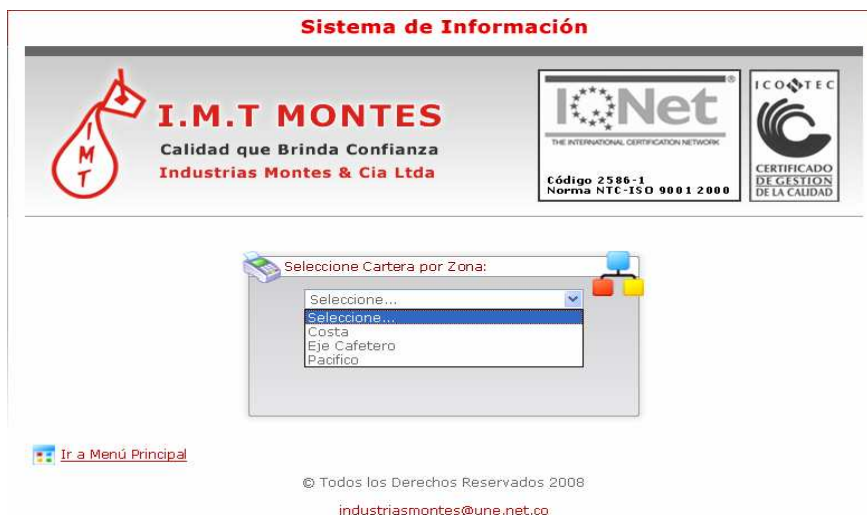 Sistema de Información
IMT
I.M.T MONTES
Calidad que Brinda Confianza
Industrias Montes & Cia Ltda
IQNet
®
THE INTERNATIONAL CERTIFICATION NETWORK
Código 2586-1
Norma NTC-ISO 9001 2000
ICONTEC
CERTIFICADO
DE GESTION
DE LA CALIDAD
Seleccione Cartera por Zona:
Seleccione...
Seleccione...
Costa
Eje Cafetero
Pacifico
Ir a Menú Principal
© Todos los Derechos Reservados 2008
industriasmontes@une.net.co